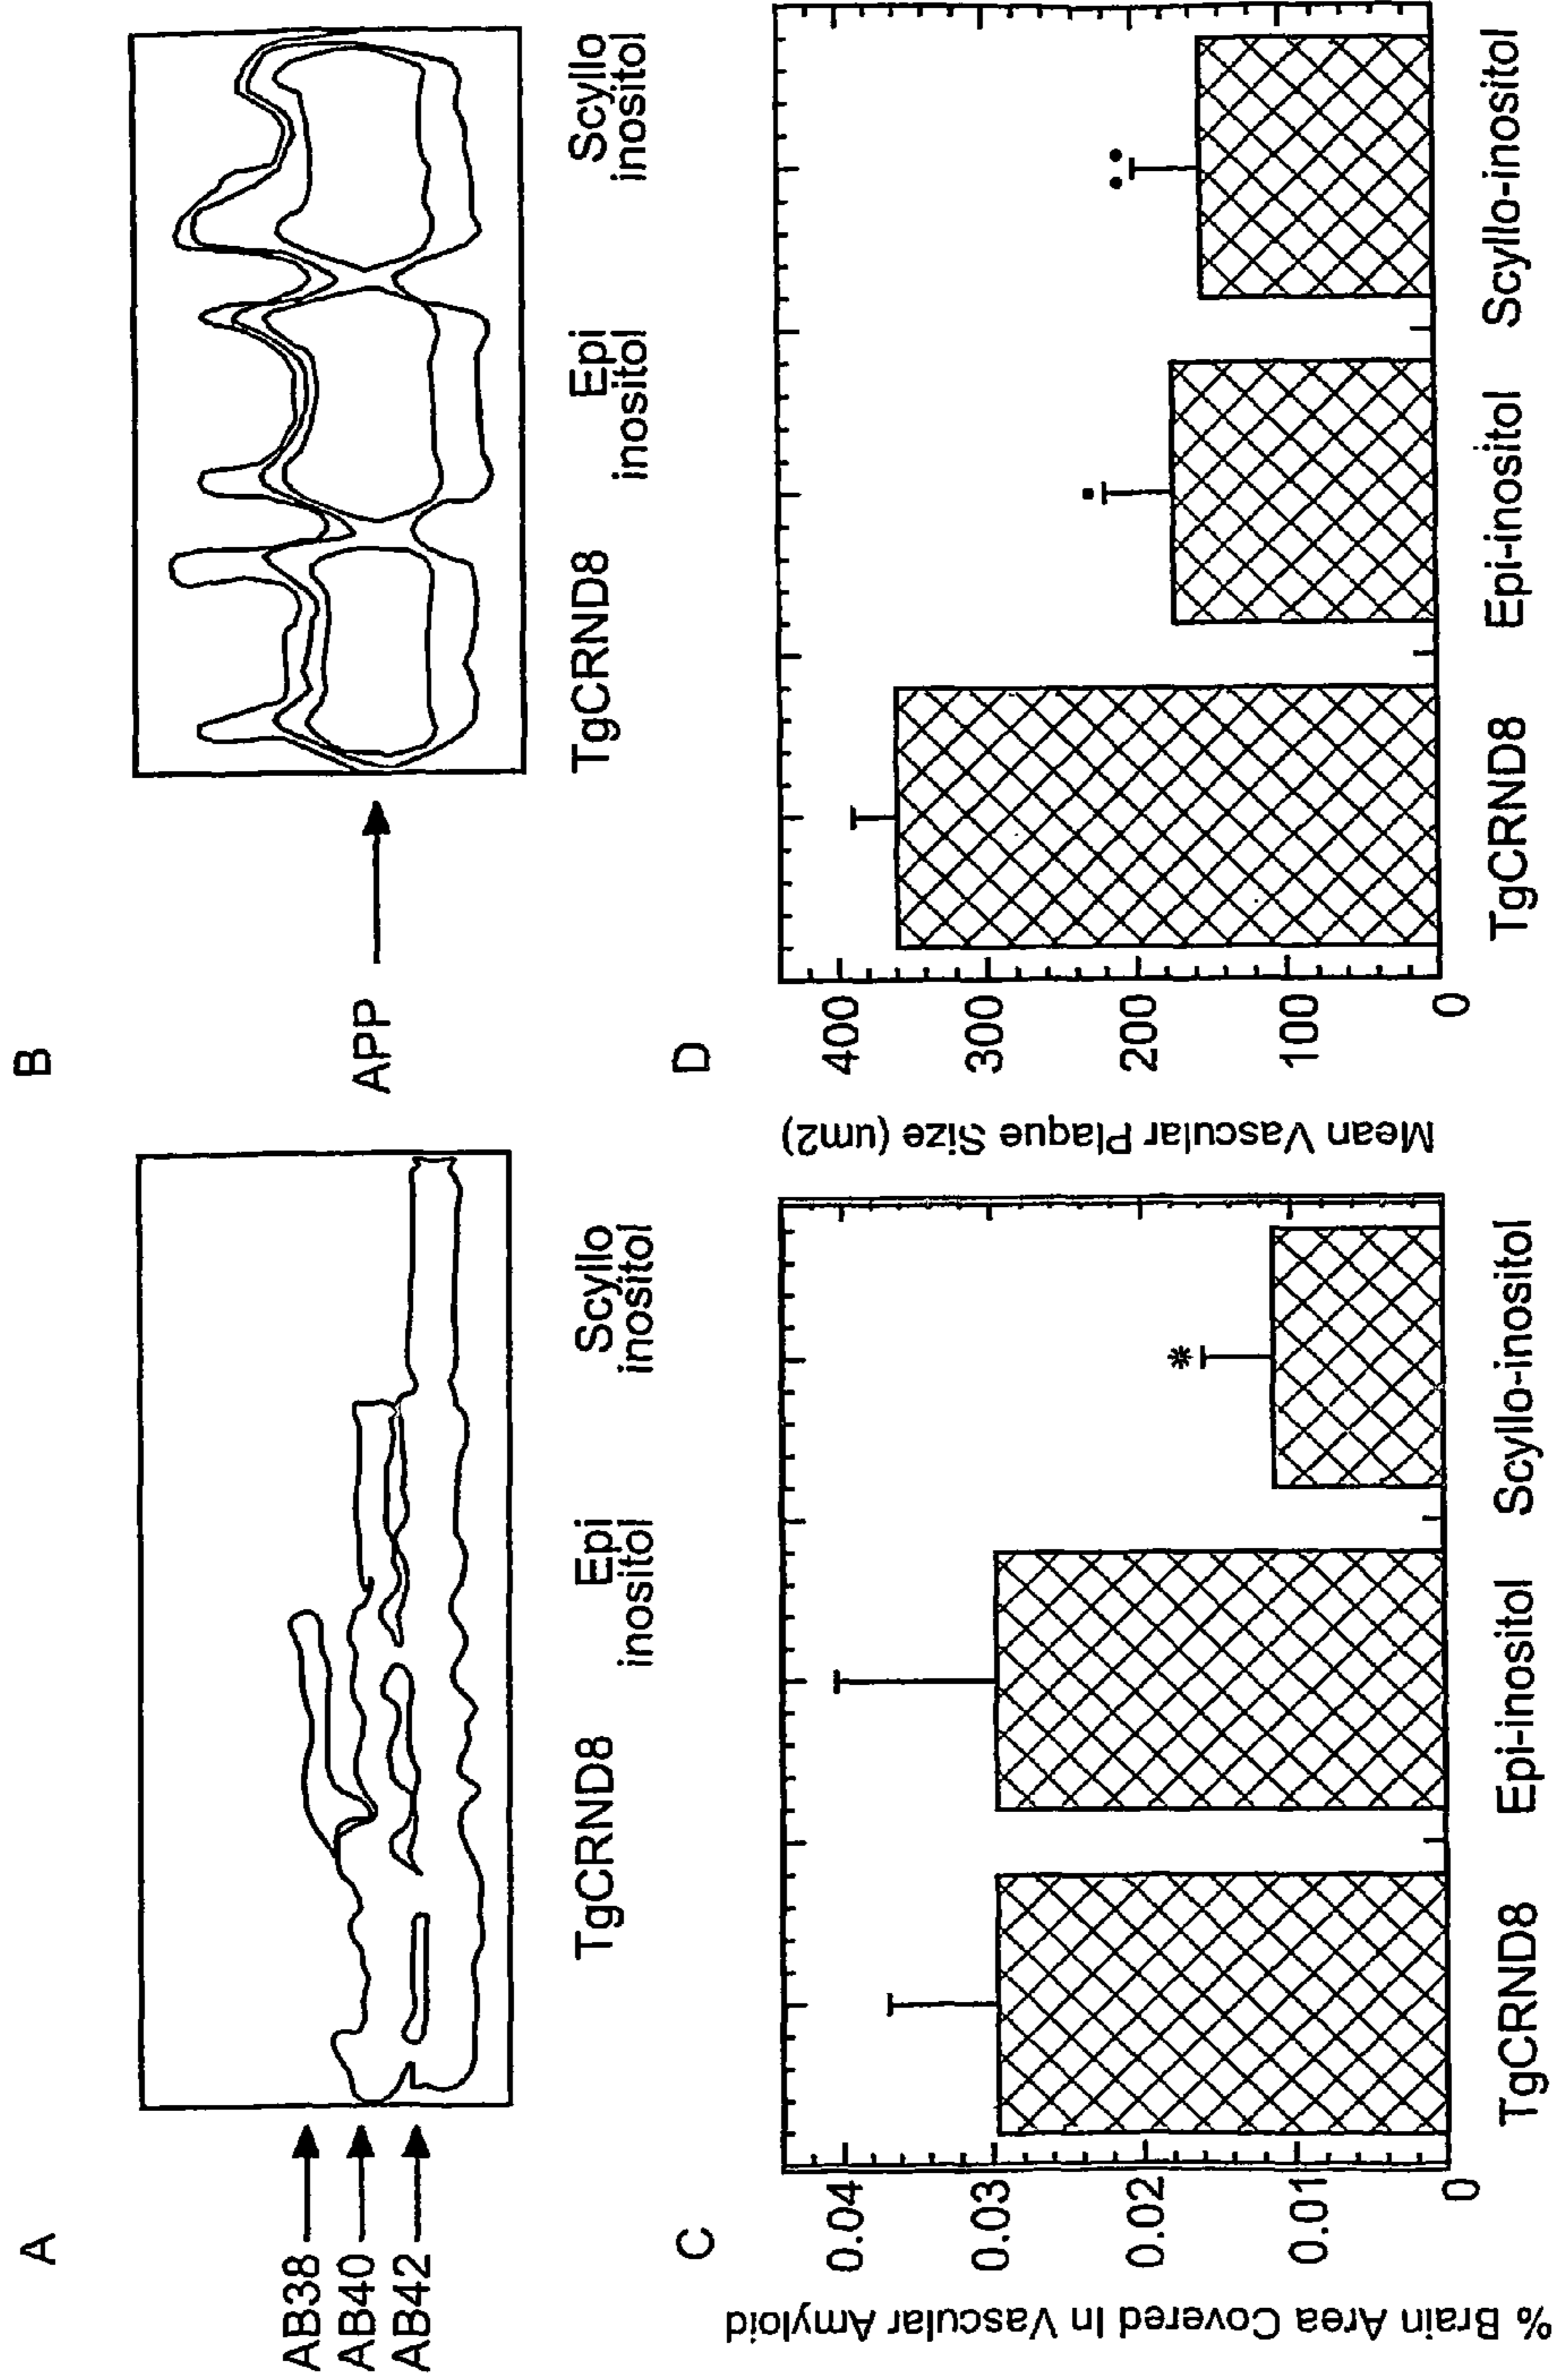 A
AB38
AB40
AB42
TgCRND8
Epi
inositol
Scyllo
inositol
B
APP
TgCRND8
Epi
inositol
Scyllo
inositol
C
% Brain Area Covered In Vascular Amyloid
0.04
0.03
0.02
0.01
0
*
TgCRND8
Epi-inositol
Scyllo-inositol
D
Mean Vascular Plaque Size (um2)
400
300
200
100
0
TgCRND8
Epi-inositol
Scyllo-inositol